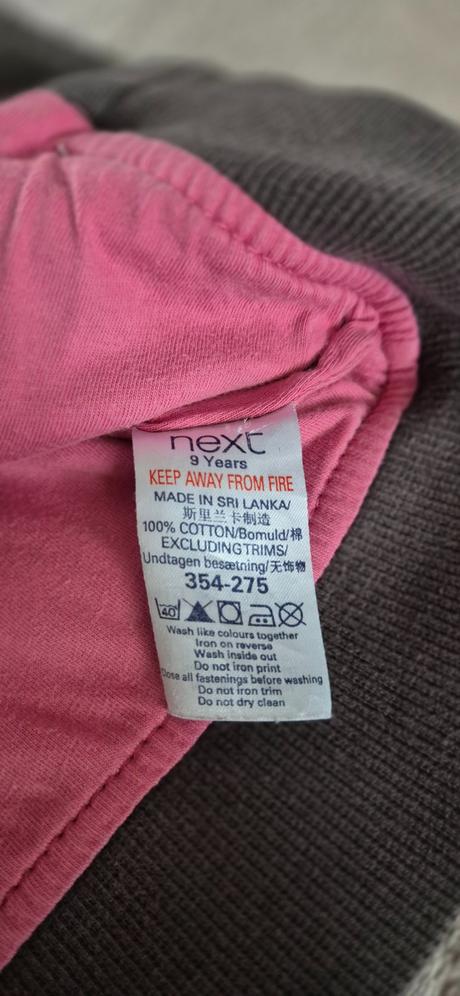 next
9 Years
KEEP AWAY FROM FIRE
MADE IN SRI LANKA/
斯里兰卡制造
100% COTTON/Bomuld/棉
EXCLUDINGTRIMS/
Undtagen besætning/无饰物
354-275
40
Wash like colours together
Iron on reverse
Wash inside out
Do not iron print
Close all fastenings before washing
Do not iron trim
Do not dry clean